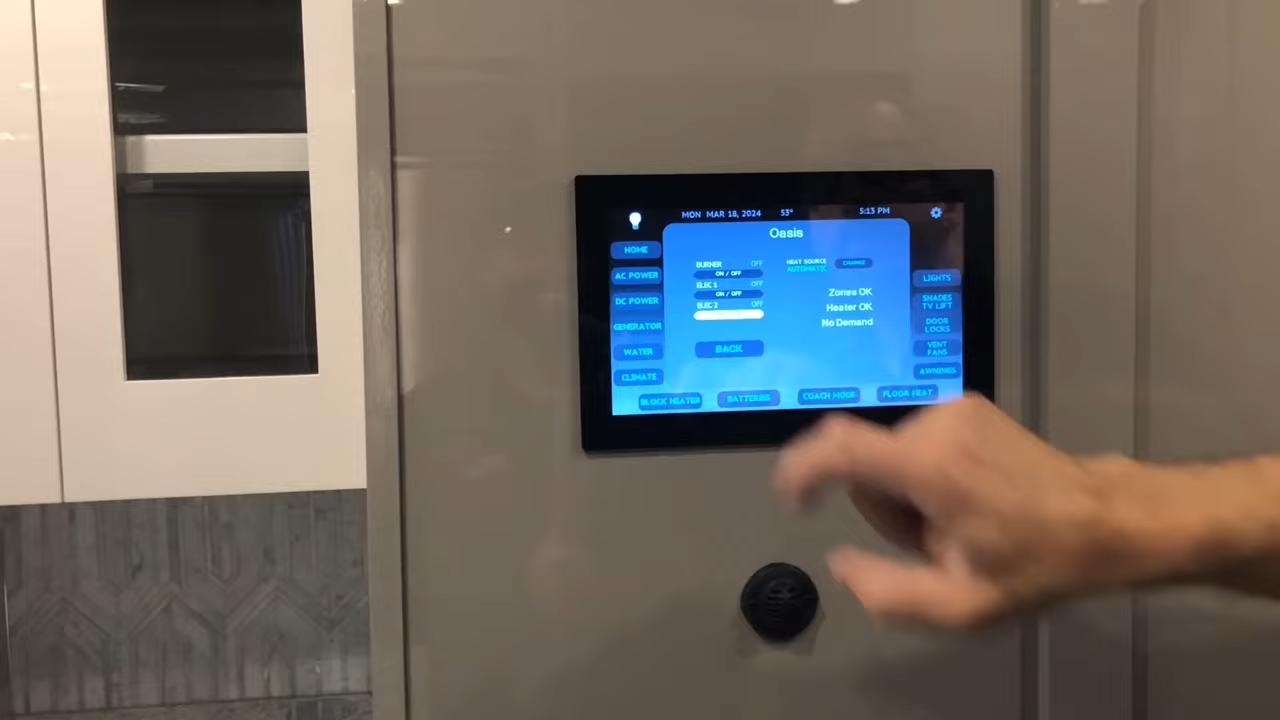 MON MAR 18, 2024 53° 5:13 PM
Oasis
HOME
AC POWER
DC POWER
GENERATOR
WATER
CLIMATE
BURNER OFF
ON / OFF
ELEC 1
ON / OFF
ELEC 2 OFF
BACK
HEAT SOURCE CHANGE
AUTOMATIC
Zones OK
Heater OK
No Demand
LIGHTS
SHADES
TV LIFT
DOOR
LOCKS
VENT
FANS
AWNINGS
BLOCK HEATER BATTERIES COACH MODE FLOOR HEAT